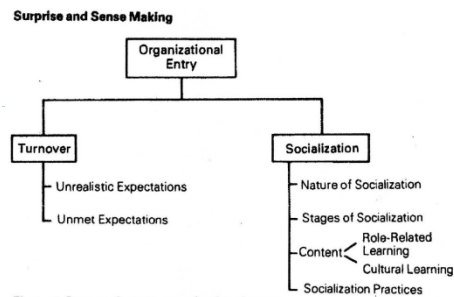 Surprise and Sense Making
Organizational
Entry
Turnover
Unrealistic Expectations
Unmet Expectations
Socialization
Nature of Socialization
Stages of Socialization
Content
Role-Related
Learning
Cultural Learning
Socialization Practices